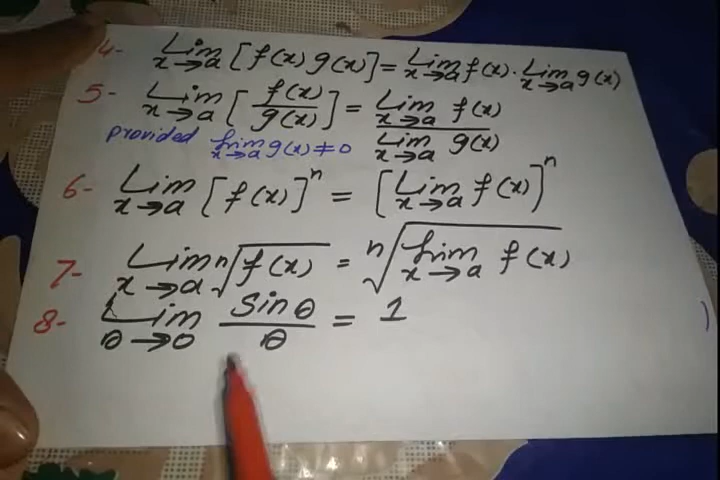 4- Lim x→a [f(x) g(x)] = Lim x→a f(x) . Lim x→a g(x)
5- Lim x→a [f(x)/g(x)] = Lim x→a f(x) / Lim x→a g(x)
provided Lim x→a g(x) ≠ 0
6- Lim x→a [f(x)]ⁿ = [Lim x→a f(x)]ⁿ
7- Lim x→a ⁿ√f(x) = ⁿ√Lim x→a f(x)
8- Lim θ→0 Sinθ/θ = 1